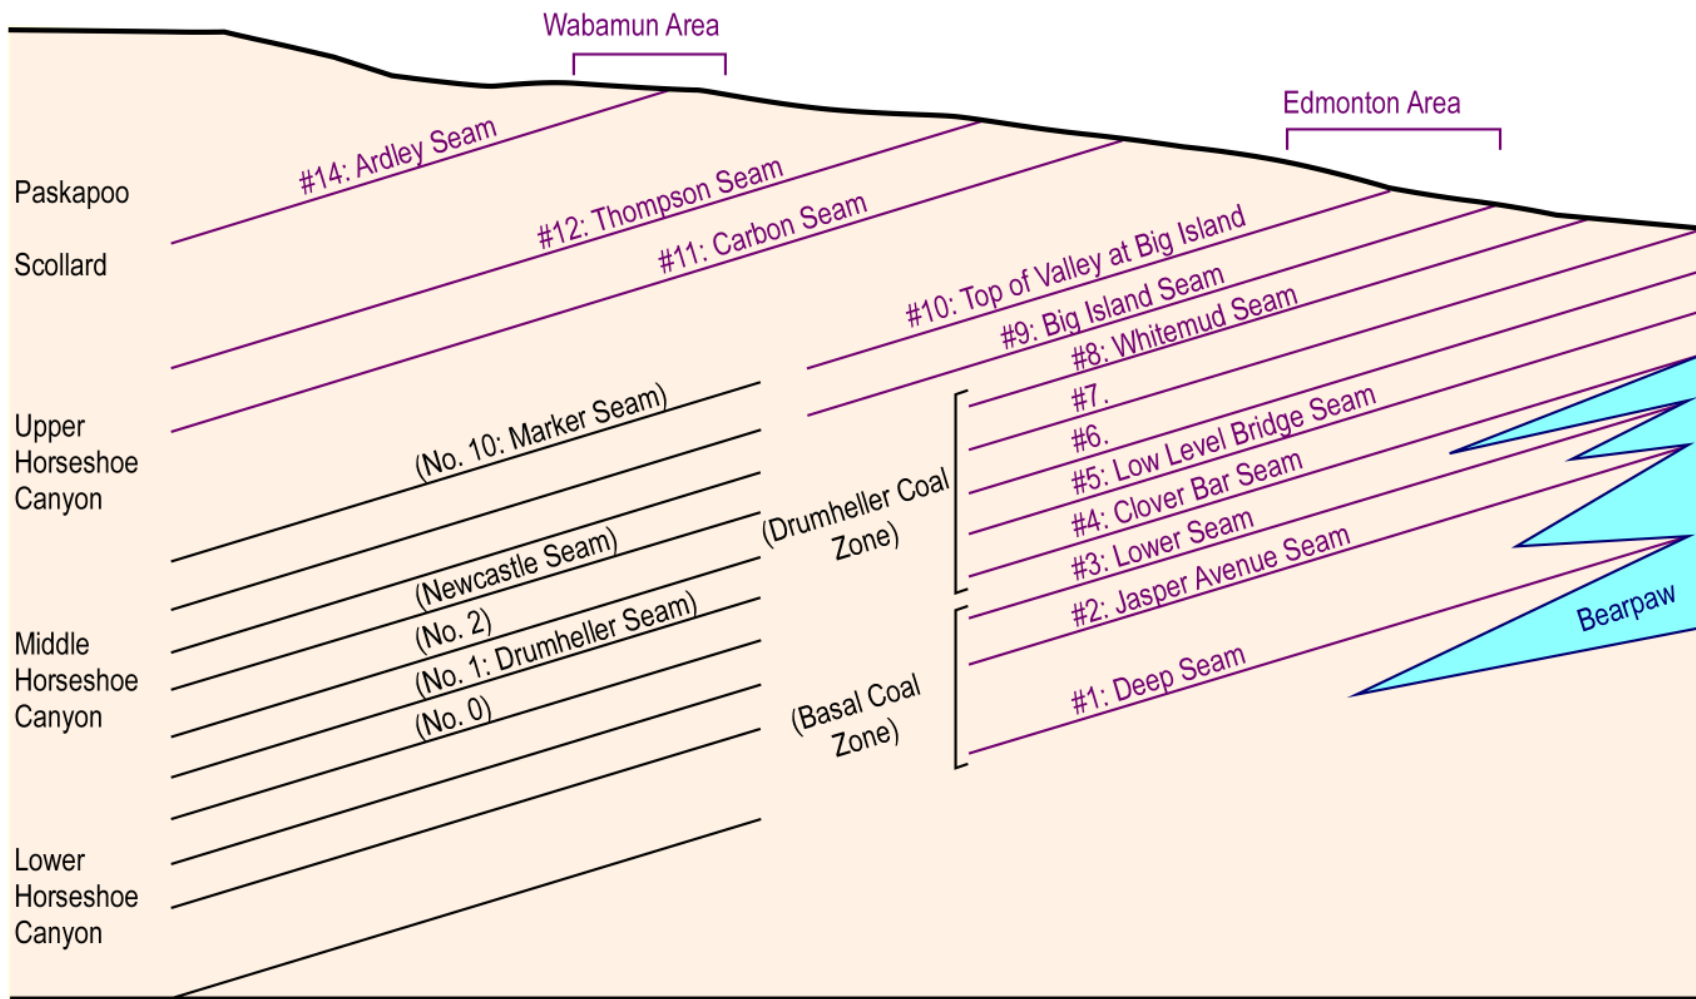 Wabamun Area
Edmonton Area
#14: Ardley Seam
#12: Thompson Seam
#11: Carbon Seam
#10: Top of Valley at Big Island
#9: Big Island Seam
#8: Whitemud Seam
#7.
#6.
#5: Low Level Bridge Seam
#4: Clover Bar Seam
#3: Lower Seam
#2: Jasper Avenue Seam
#1: Deep Seam
Bearpaw
Paskapoo
Scollard
Upper
Horseshoe
Canyon
Middle
Horseshoe
Canyon
Lower
Horseshoe
Canyon
(No. 10: Marker Seam)
(Newcastle Seam)
(No. 2)
(No. 1: Drumheller Seam)
(No. 0)
(Drumheller Coal
Zone)
(Basal Coal
Zone)